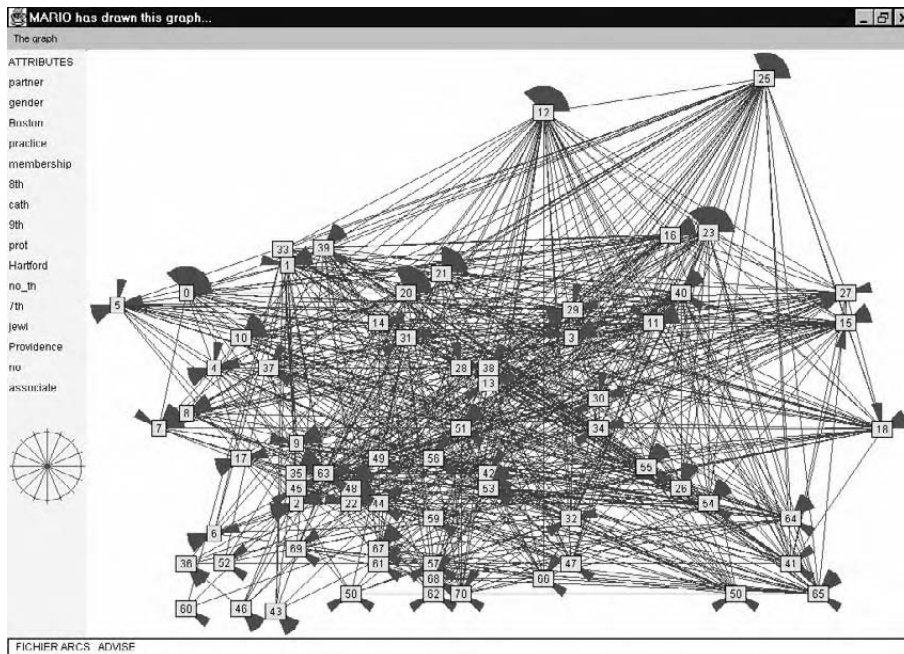 MARIO has drawn this graph...
The graph
ATTRIBUTES
partner
gender
Boston
practice
membership
8th
cath
9th
prot
Hartford
no_th
7th
jewi
Providence
no
associate
25
12
16 23
33 39
1
21
0 20 40 27
5
29
14 11 15
10 31 3
4 37 28 38
13
30
8
7 51 34 18
9
17 49 56
55
35 63 42
45 48 53 26
2 22 44 54
59 32 64
6
69 67
36 52 61 57 47 41
68 66
50 62 70 50 65
60 46 43
FICHIER ARCS ADVISE